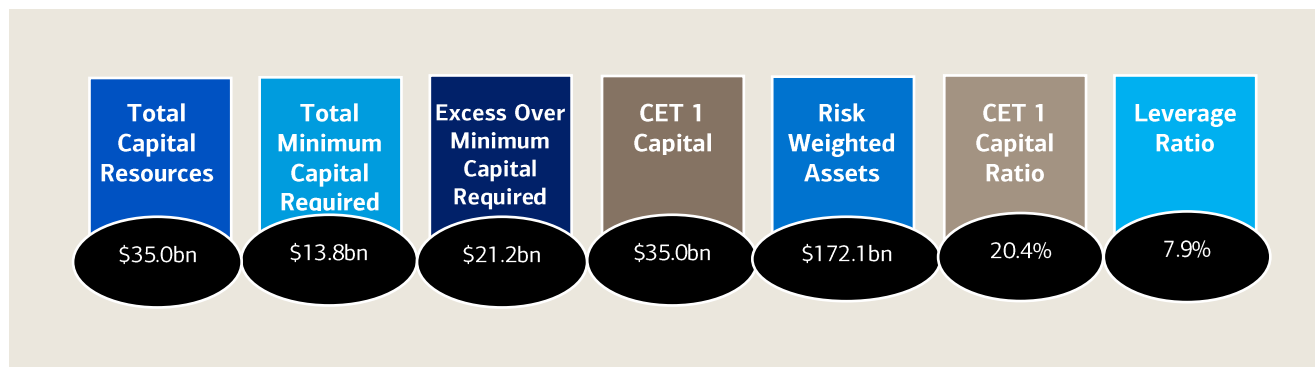 Total
Capital
Resources
$35.0bn
Total
Minimum
Capital
Required
$13.8bn
Excess Over
Minimum
Capital
Required
$21.2bn
CET 1
Capital
$35.0bn
Risk
Weighted
Assets
$172.1bn
CET 1
Capital
Ratio
20.4%
Leverage
Ratio
7.9%